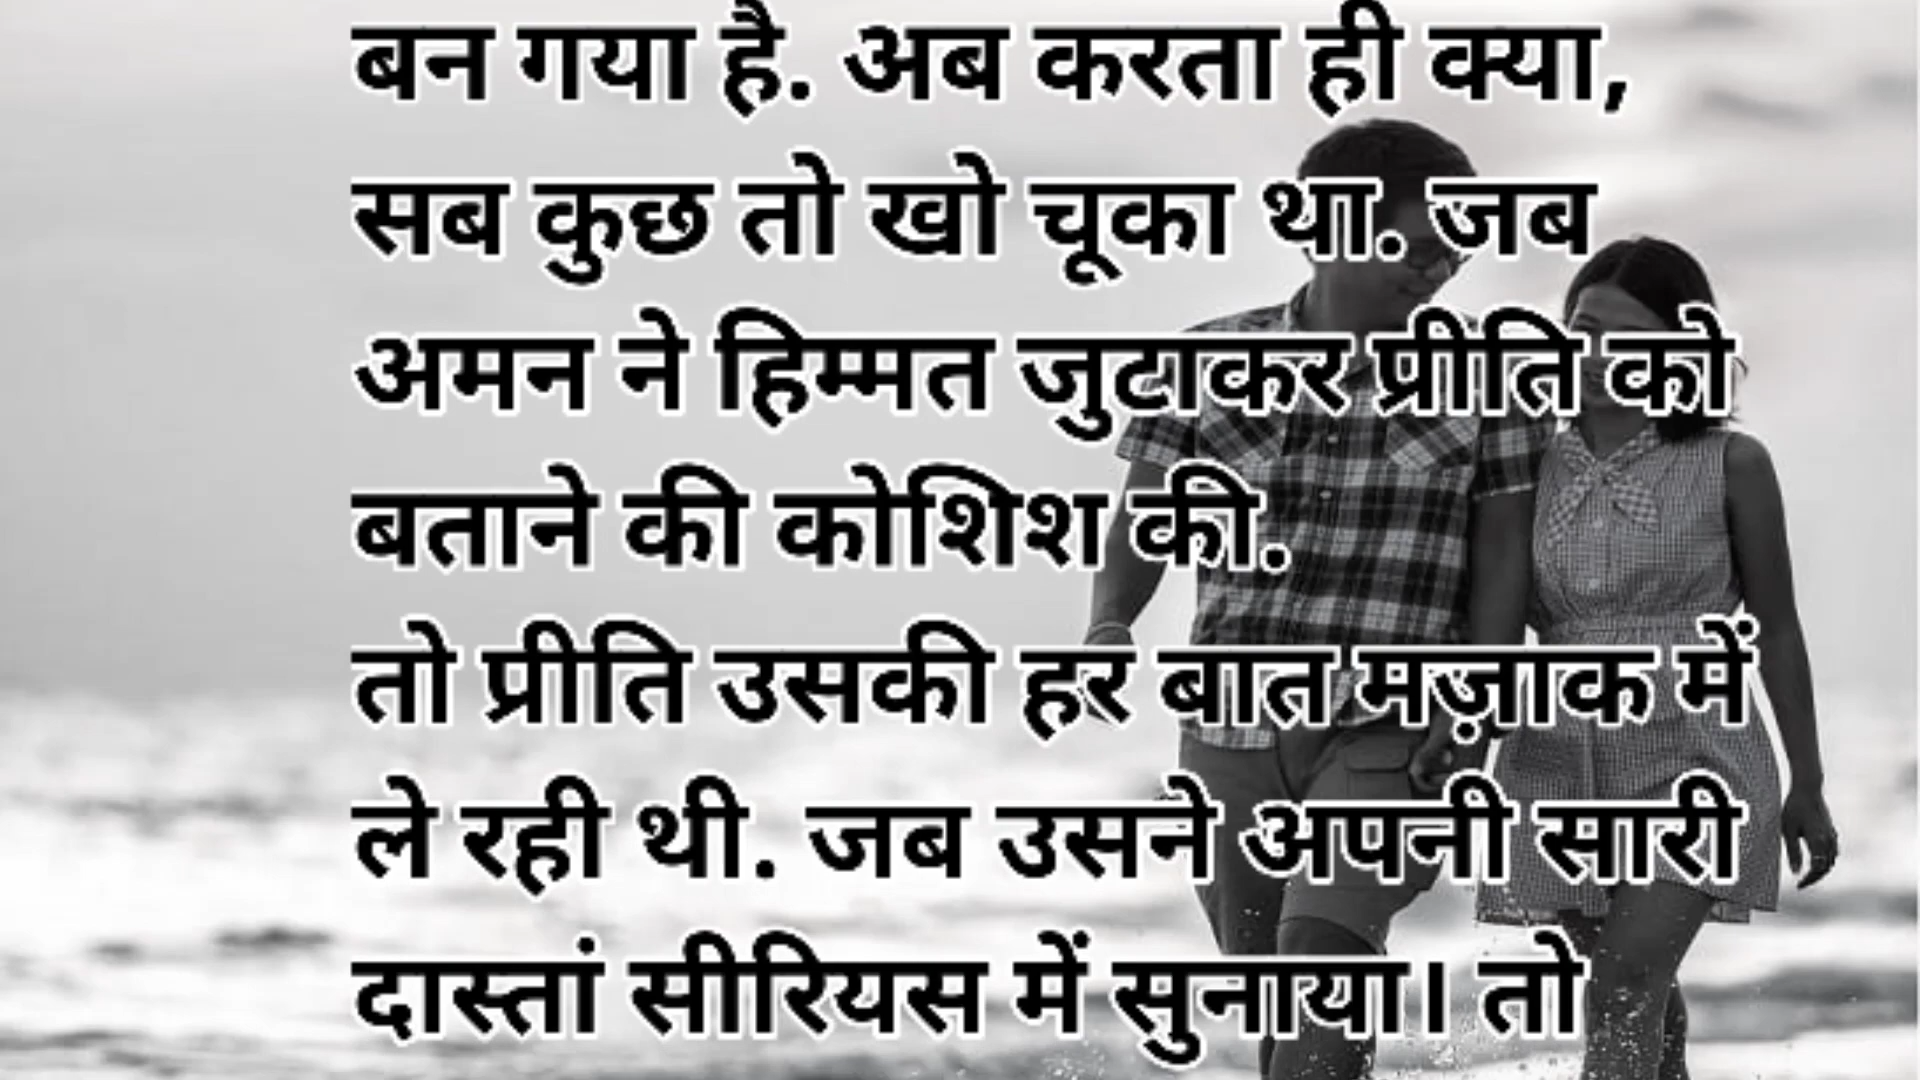 बन गया है. अब करता ही क्या,
सब कुछ तो खो चूका था. जब
अमन ने हिम्मत जुटाकर प्रीति को
बताने की कोशिश की.
तो प्रीति उसकी हर बात मज़ाक में
ले रही थी. जब उसने अपनी सारी
दास्तां सीरियस में सुनाया। तो